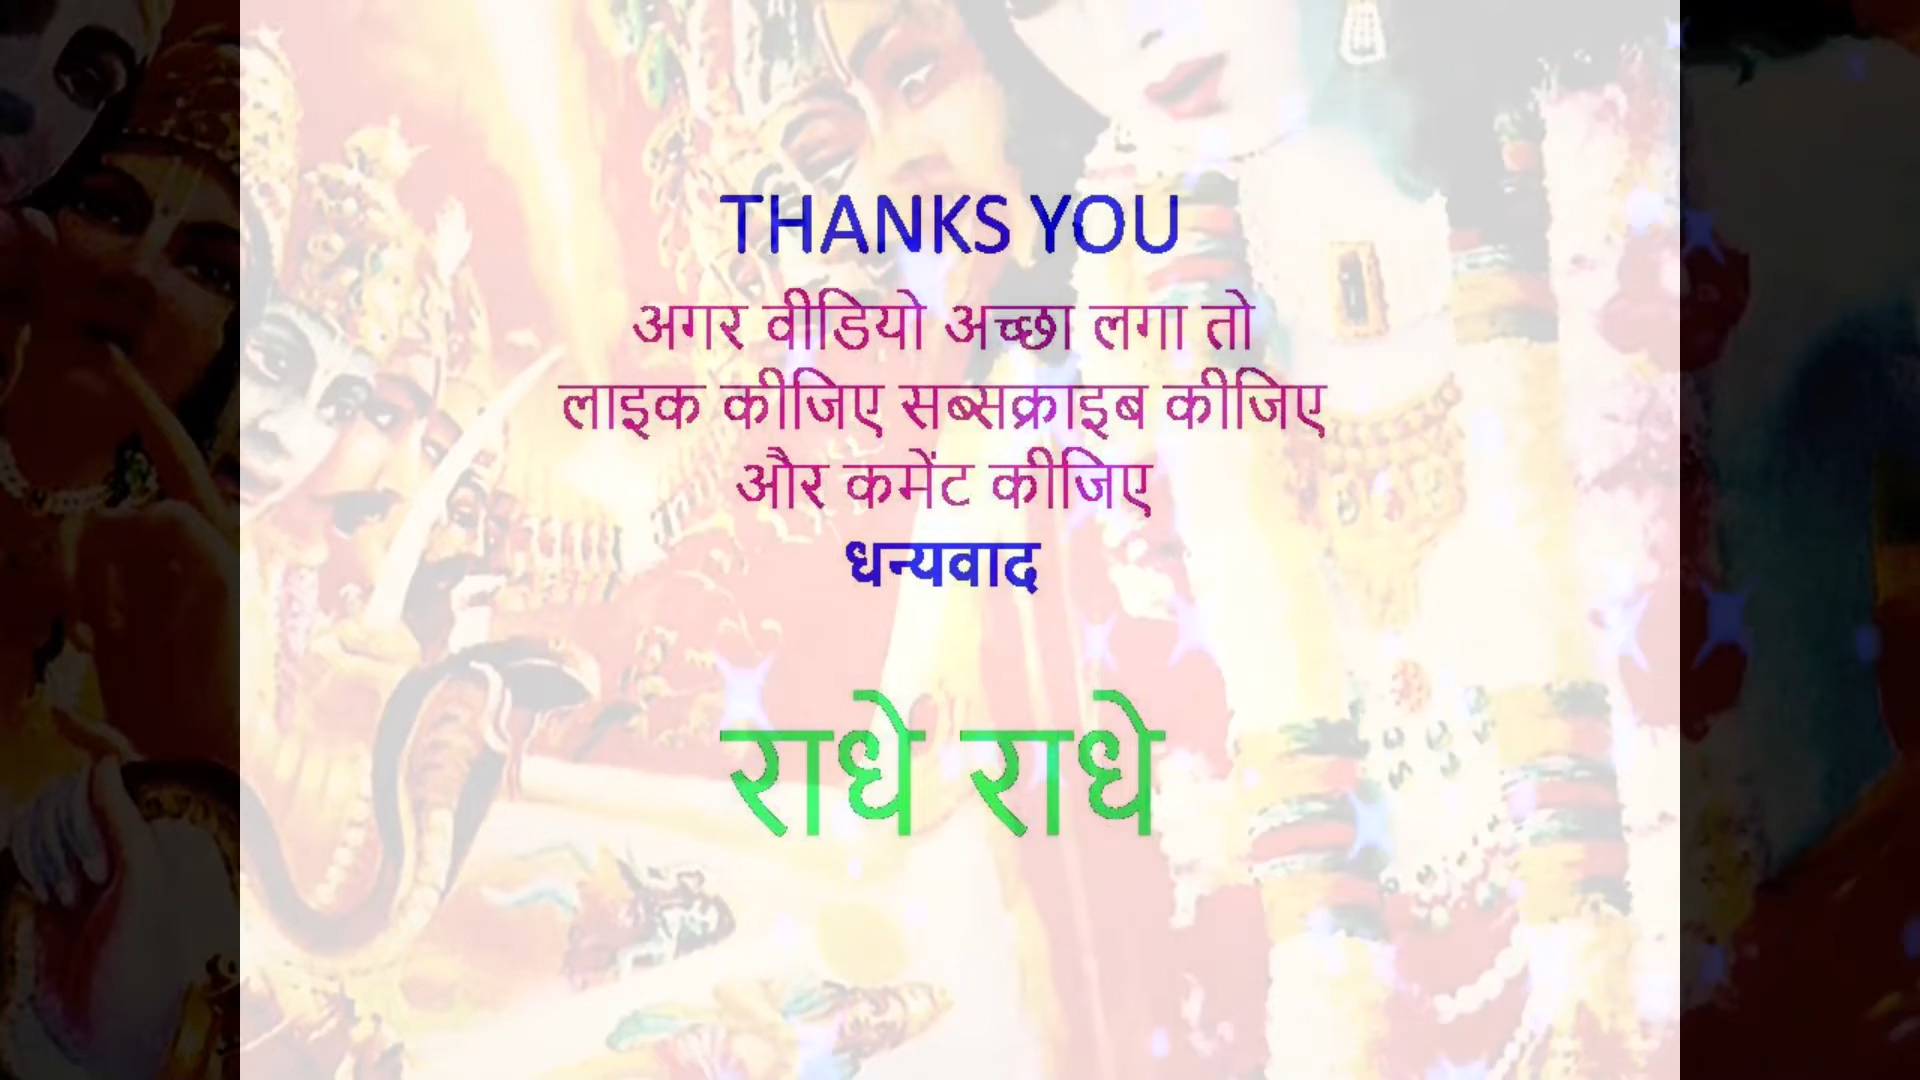 THANKS YOU
अगर वीडियो अच्छा लगा तो
लाइक कीजिए सब्सक्राइब कीजिए
और कमेंट कीजिए
धन्यवाद
राधे राधे